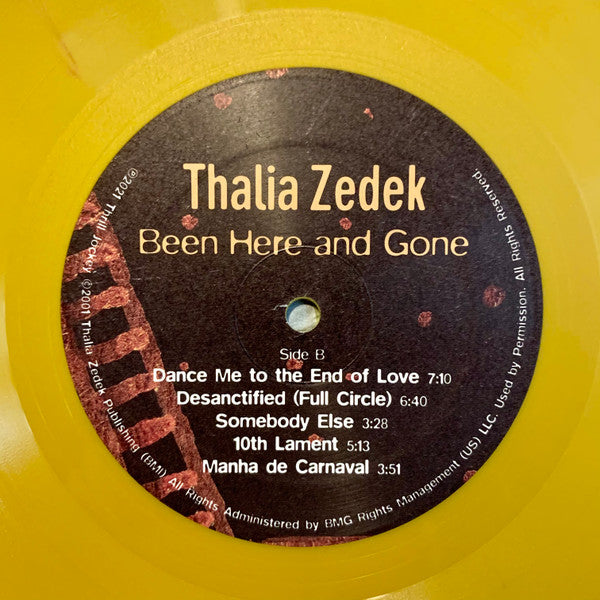 Thalia Zedek
Been Here and Gone
Side B
Dance Me to the End of Love 7:10
Desanctified (Full Circle) 6:40
Somebody Else 3:28
10th Lament 5:13
Manha de Carnaval 3:51
℗2021 Thrill Jockey ©2001 Thalia Zedek Publishing (BMI) All Rights Administered by BMG Rights Management (US) LLC. Used by Permission. All Rights Reserved